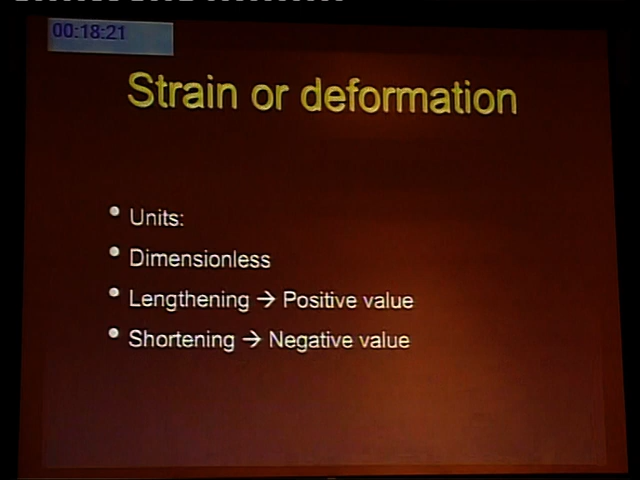 00:18:21
Strain or deformation
• Units:
• Dimensionless
• Lengthening → Positive value
• Shortening → Negative value